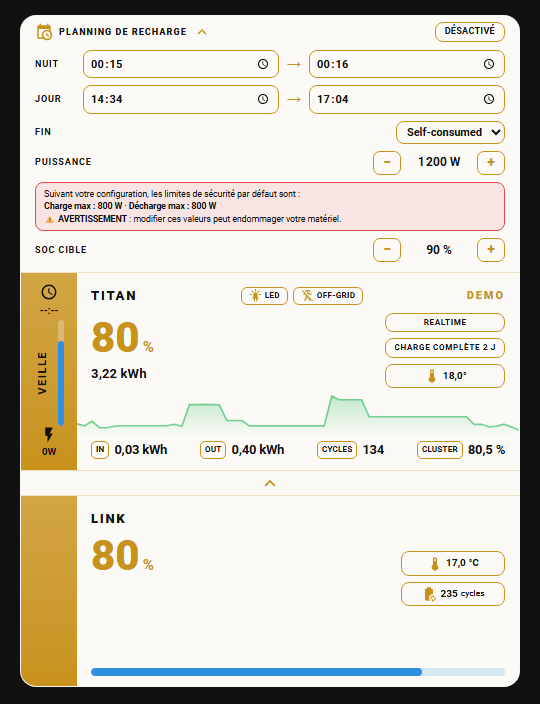 PLANNING DE RECHARGE
DÉSACTIVÉ
NUIT 00:15 → 00:16
JOUR 14:34 → 17:04
FIN Self-consumed
PUISSANCE − 1200 W +
Suivant votre configuration, les limites de sécurité par défaut sont :
Charge max : 800 W · Décharge max : 800 W
⚠ AVERTISSEMENT : modifier ces valeurs peut endommager votre matériel.
SOC CIBLE − 90 % +
--:--
VEILLE
0W
TITAN LED OFF-GRID DEMO
80 %
3,22 kWh
REALTIME
CHARGE COMPLÈTE 2 J
18,0°
IN 0,03 kWh OUT 0,40 kWh CYCLES 134 CLUSTER 80,5 %
LINK
80 %
17,0 °C
235 cycles